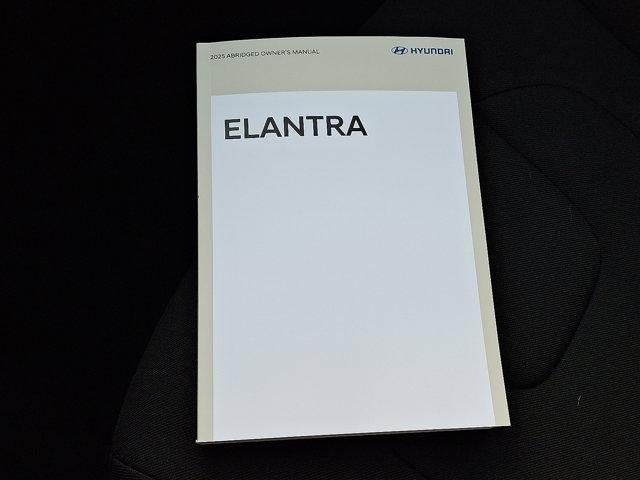 2025 ABRIDGED OWNER'S MANUAL
HYUNDAI
ELANTRA